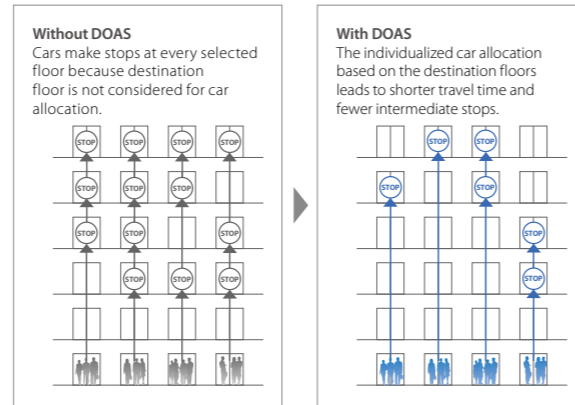 Without DOAS
Cars make stops at every selected
floor because destination
floor is not considered for car
allocation.
STOP STOP STOP STOP
STOP STOP STOP
STOP STOP STOP
STOP STOP STOP
With DOAS
The individualized car allocation
based on the destination floors
leads to shorter travel time and
fewer intermediate stops.
STOP STOP
STOP STOP
STOP
STOP